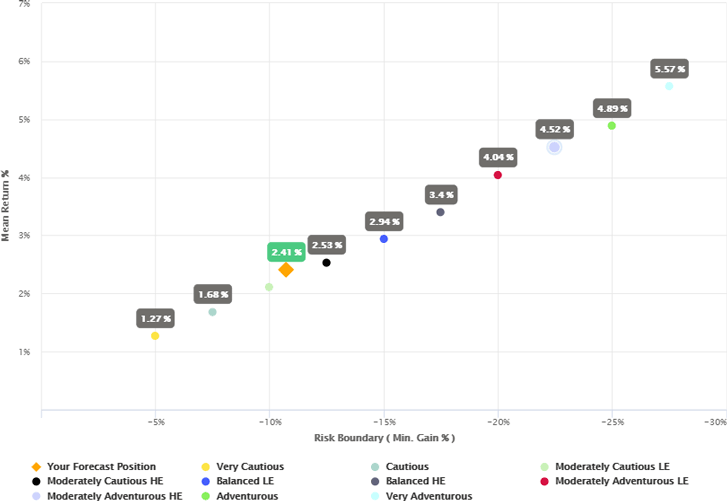 7%
6%
5%
4%
3%
2%
1%
Mean Return %
5.57 %
4.89 %
4.52 %
4.04 %
3.4 %
2.94 %
2.53 %
2.41 %
1.68 %
1.27 %
-5% -10% -15% -20% -25% -30%
Risk Boundary ( Min. Gain % )
Your Forecast Position Very Cautious Cautious Moderately Cautious LE
Moderately Cautious HE Balanced LE Balanced HE Moderately Adventurous LE
Moderately Adventurous HE Adventurous Very Adventurous